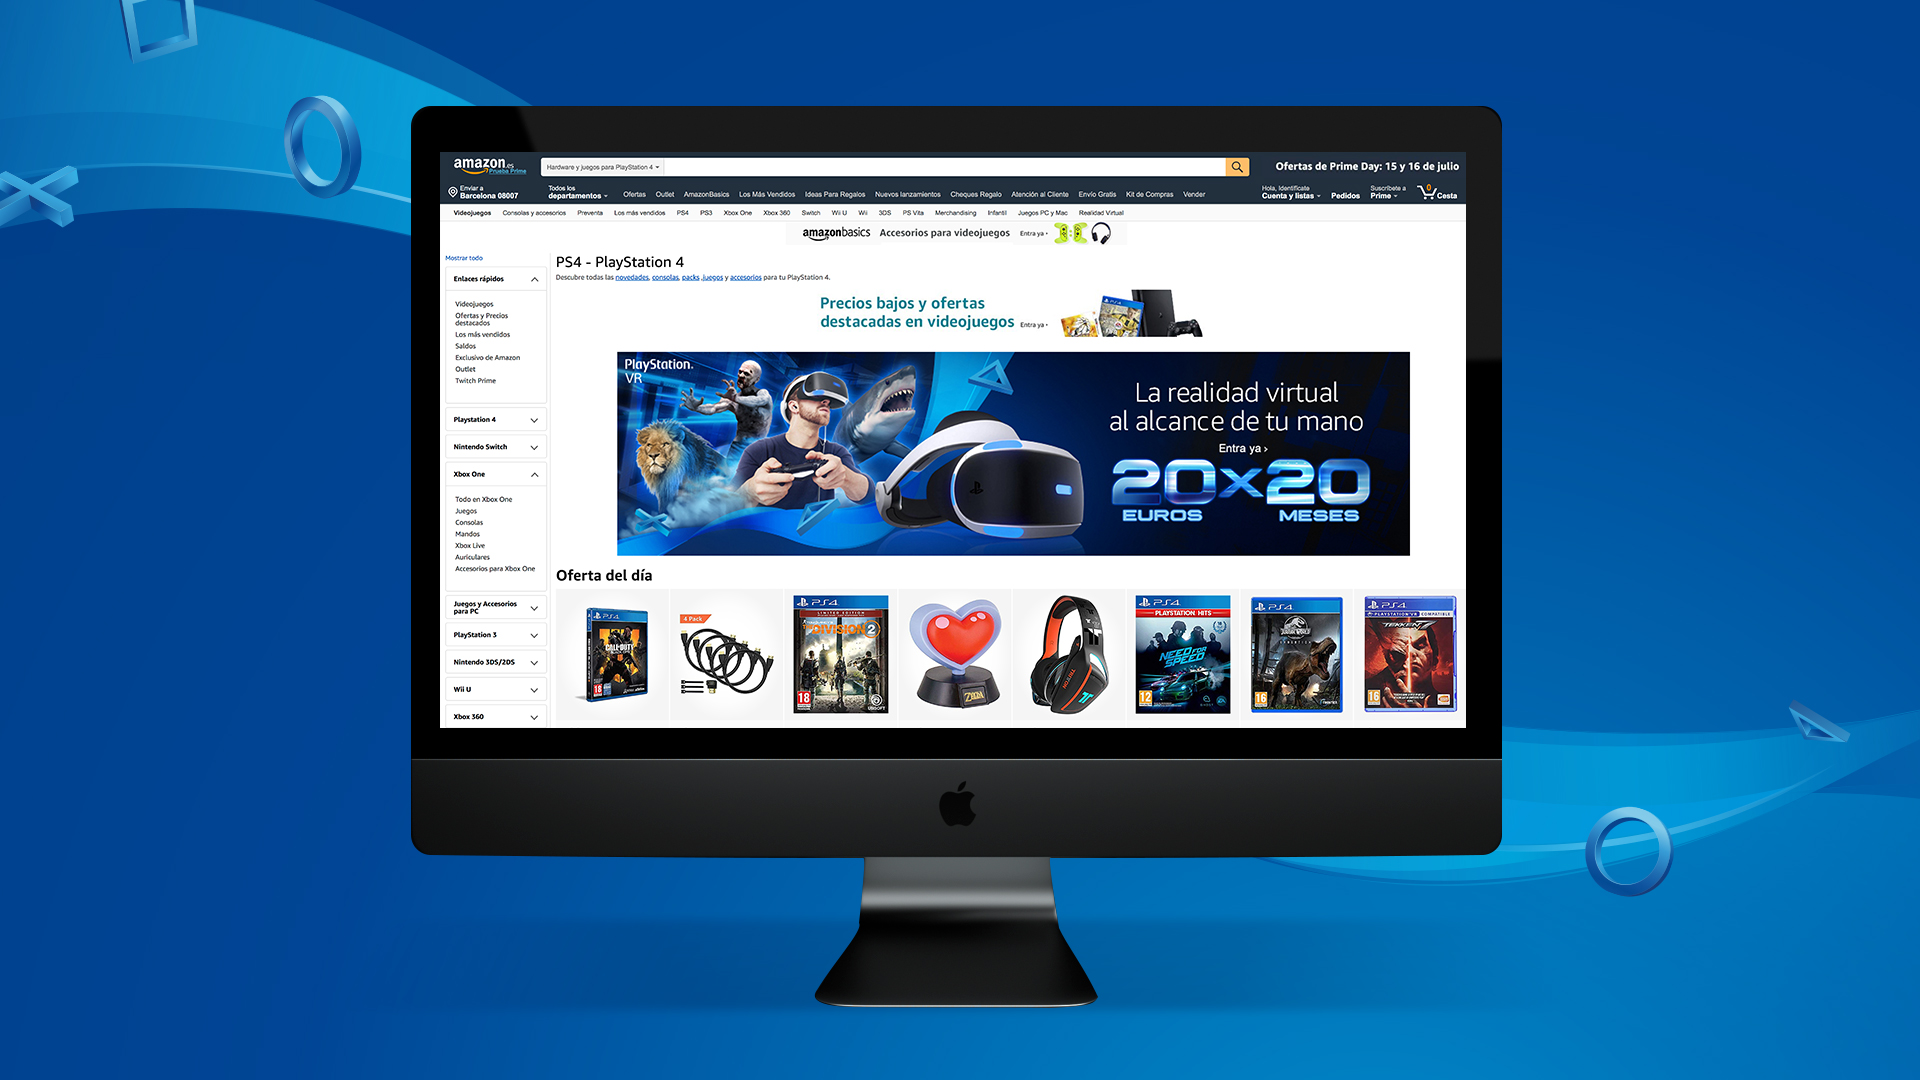 amazon.es
Prueba Prime
Hardware y juegos para PlayStation 4
Ofertas de Prime Day: 15 y 16 de julio
Enviar a
Barcelona 08007
Todos los
departamentos
Ofertas Outlet AmazonBasics Los Más Vendidos Ideas Para Regalos Nuevos lanzamientos Cheques Regalo Atención al Cliente Envío Gratis Kit de Compras Vender
Hola, Identifícate
Cuenta y listas
Pedidos
Suscríbete a
Prime
0
Cesta
Videojuegos Consolas y accesorios Preventa Los más vendidos PS4 PS3 Xbox One Xbox 360 Switch Wii U Wii 3DS PS Vita Merchandising Infantil Juegos PC y Mac Realidad Virtual
amazonbasics Accesorios para videojuegos Entra ya ›
Mostrar todo
Enlaces rápidos
Videojuegos
Ofertas y Precios
destacados
Los más vendidos
Saldos
Exclusivo de Amazon
Outlet
Twitch Prime
Playstation 4
Nintendo Switch
Xbox One
Todo en Xbox One
Juegos
Consolas
Mandos
Xbox Live
Auriculares
Accesorios para Xbox One
Juegos y Accesorios
para PC
PlayStation 3
Nintendo 3DS/2DS
Wii U
Xbox 360
PS4 - PlayStation 4
Descubre todas las novedades, consolas, packs ,juegos y accesorios para tu PlayStation 4.
Precios bajos y ofertas
destacadas en videojuegos Entra ya ›
PlayStation®
VR
La realidad virtual
al alcance de tu mano
Entra ya ›
20x20
EUROS MESES
Oferta del día
PS4
CALL OF DUTY
18
4 Pack
PS4
LIMITED EDITION
THE DIVISION 2
18
UBISOFT
ZELDA
TRITON
PS4
PLAYSTATION HITS
NEED FOR
SPEED
12
EA
PS4
JURASSIC WORLD
EVOLUTION
16
PS4
PLAYSTATION VR COMPATIBLE
TEKKEN 7
16